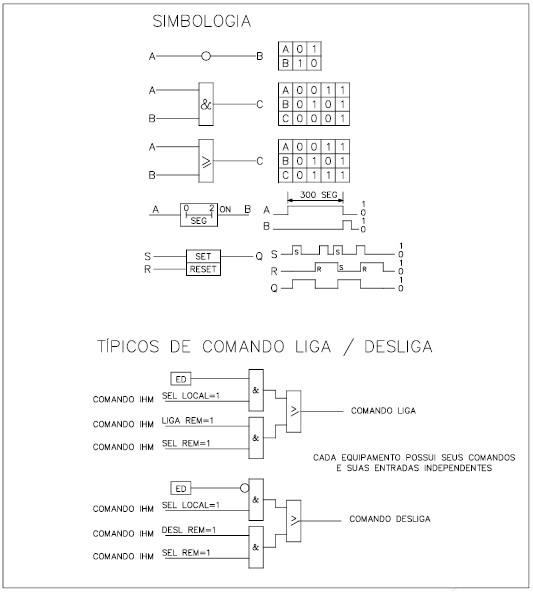 SIMBOLOGIA
A B
A 0 1
B 1 0
A
B
&
C
A 0 0 1 1
B 0 1 0 1
C 0 0 0 1
A
B
≥
C
A 0 0 1 1
B 0 1 0 1
C 0 1 1 1
A 0 2 ON B
SEG
300 SEG
A 1 0
B 1 0
S SET Q
R RESET
S S S 1 0
R R S R
Q 1 0
TÍPICOS DE COMANDO LIGA / DESLIGA
ED
COMANDO IHM SEL LOCAL=1
&
COMANDO IHM LIGA REM=1
COMANDO IHM SEL REM=1
&
≥
COMANDO LIGA
CADA EQUIPAMENTO POSSUI SEUS COMANDOS
E SUAS ENTRADAS INDEPENDENTES
ED
COMANDO IHM SEL LOCAL=1
&
COMANDO IHM DESL REM=1
COMANDO IHM SEL REM=1
&
≥
COMANDO DESLIGA